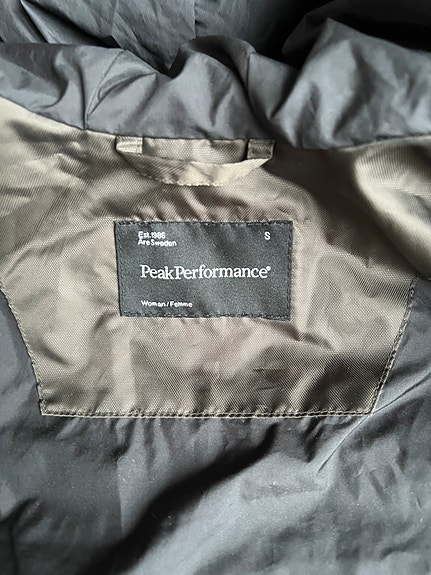 Est.1986
Åre Sweden
S
PeakPerformance®
Woman/Femme